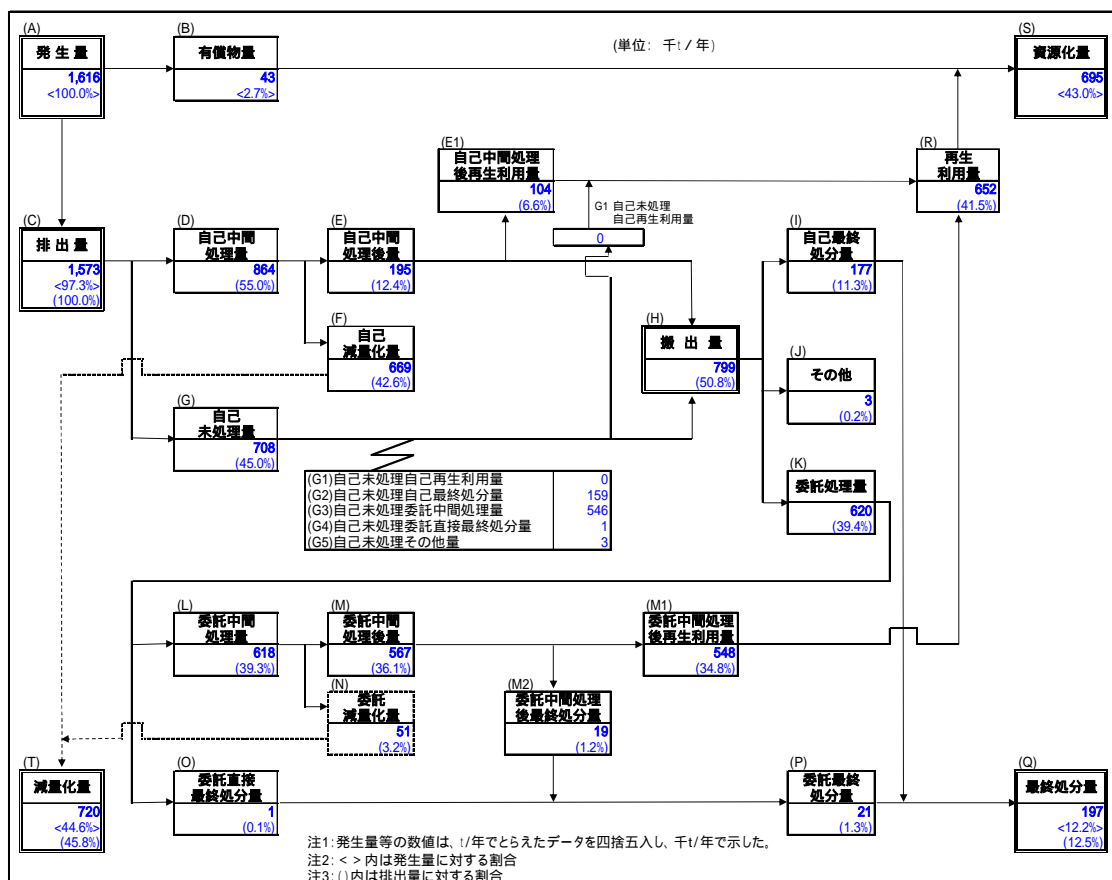 (A)
発 生 量
1,616
<100.0%>
(B)
有償物量
43
<2.7%>
(単位: 千t / 年)
(S)
資源化量
695
<43.0%>
(E1)
自己中間処理
後再生利用量
104
(6.6%)
G1 自己未処理
自己再生利用量
0
(R)
再生
利用量
652
(41.5%)
(C)
排 出 量
1,573
<97.3%>
(100.0%)
(D)
自己中間
処理量
864
(55.0%)
(E)
自己中間
処理後量
195
(12.4%)
(I)
自己最終
処分量
177
(11.3%)
(F)
自己
減量化量
669
(42.6%)
(H)
搬 出 量
799
(50.8%)
(J)
その他
3
(0.2%)
(G)
自己
未処理量
708
(45.0%)
(K)
委託処理量
620
(39.4%)
(G1)自己未処理自己再生利用量 0
(G2)自己未処理自己最終処分量 159
(G3)自己未処理委託中間処理量 546
(G4)自己未処理委託直接最終処分量 1
(G5)自己未処理その他量 3
(L)
委託中間
処理量
618
(39.3%)
(M)
委託中間
処理後量
567
(36.1%)
(M1)
委託中間処理
後再生利用量
548
(34.8%)
(N)
委託
減量化量
51
(3.2%)
(M2)
委託中間処理
後最終処分量
19
(1.2%)
(T)
減量化量
720
<44.6%>
(45.8%)
(O)
委託直接
最終処分量
1
(0.1%)
(P)
委託最終
処分量
21
(1.3%)
(Q)
最終処分量
197
<12.2%>
(12.5%)
注1:発生量等の数値は、t/年でとらえたデータを四捨五入し、千t/年で示した。
注2: < > 内は発生量に対する割合
注3: ( ) 内は排出量に対する割合